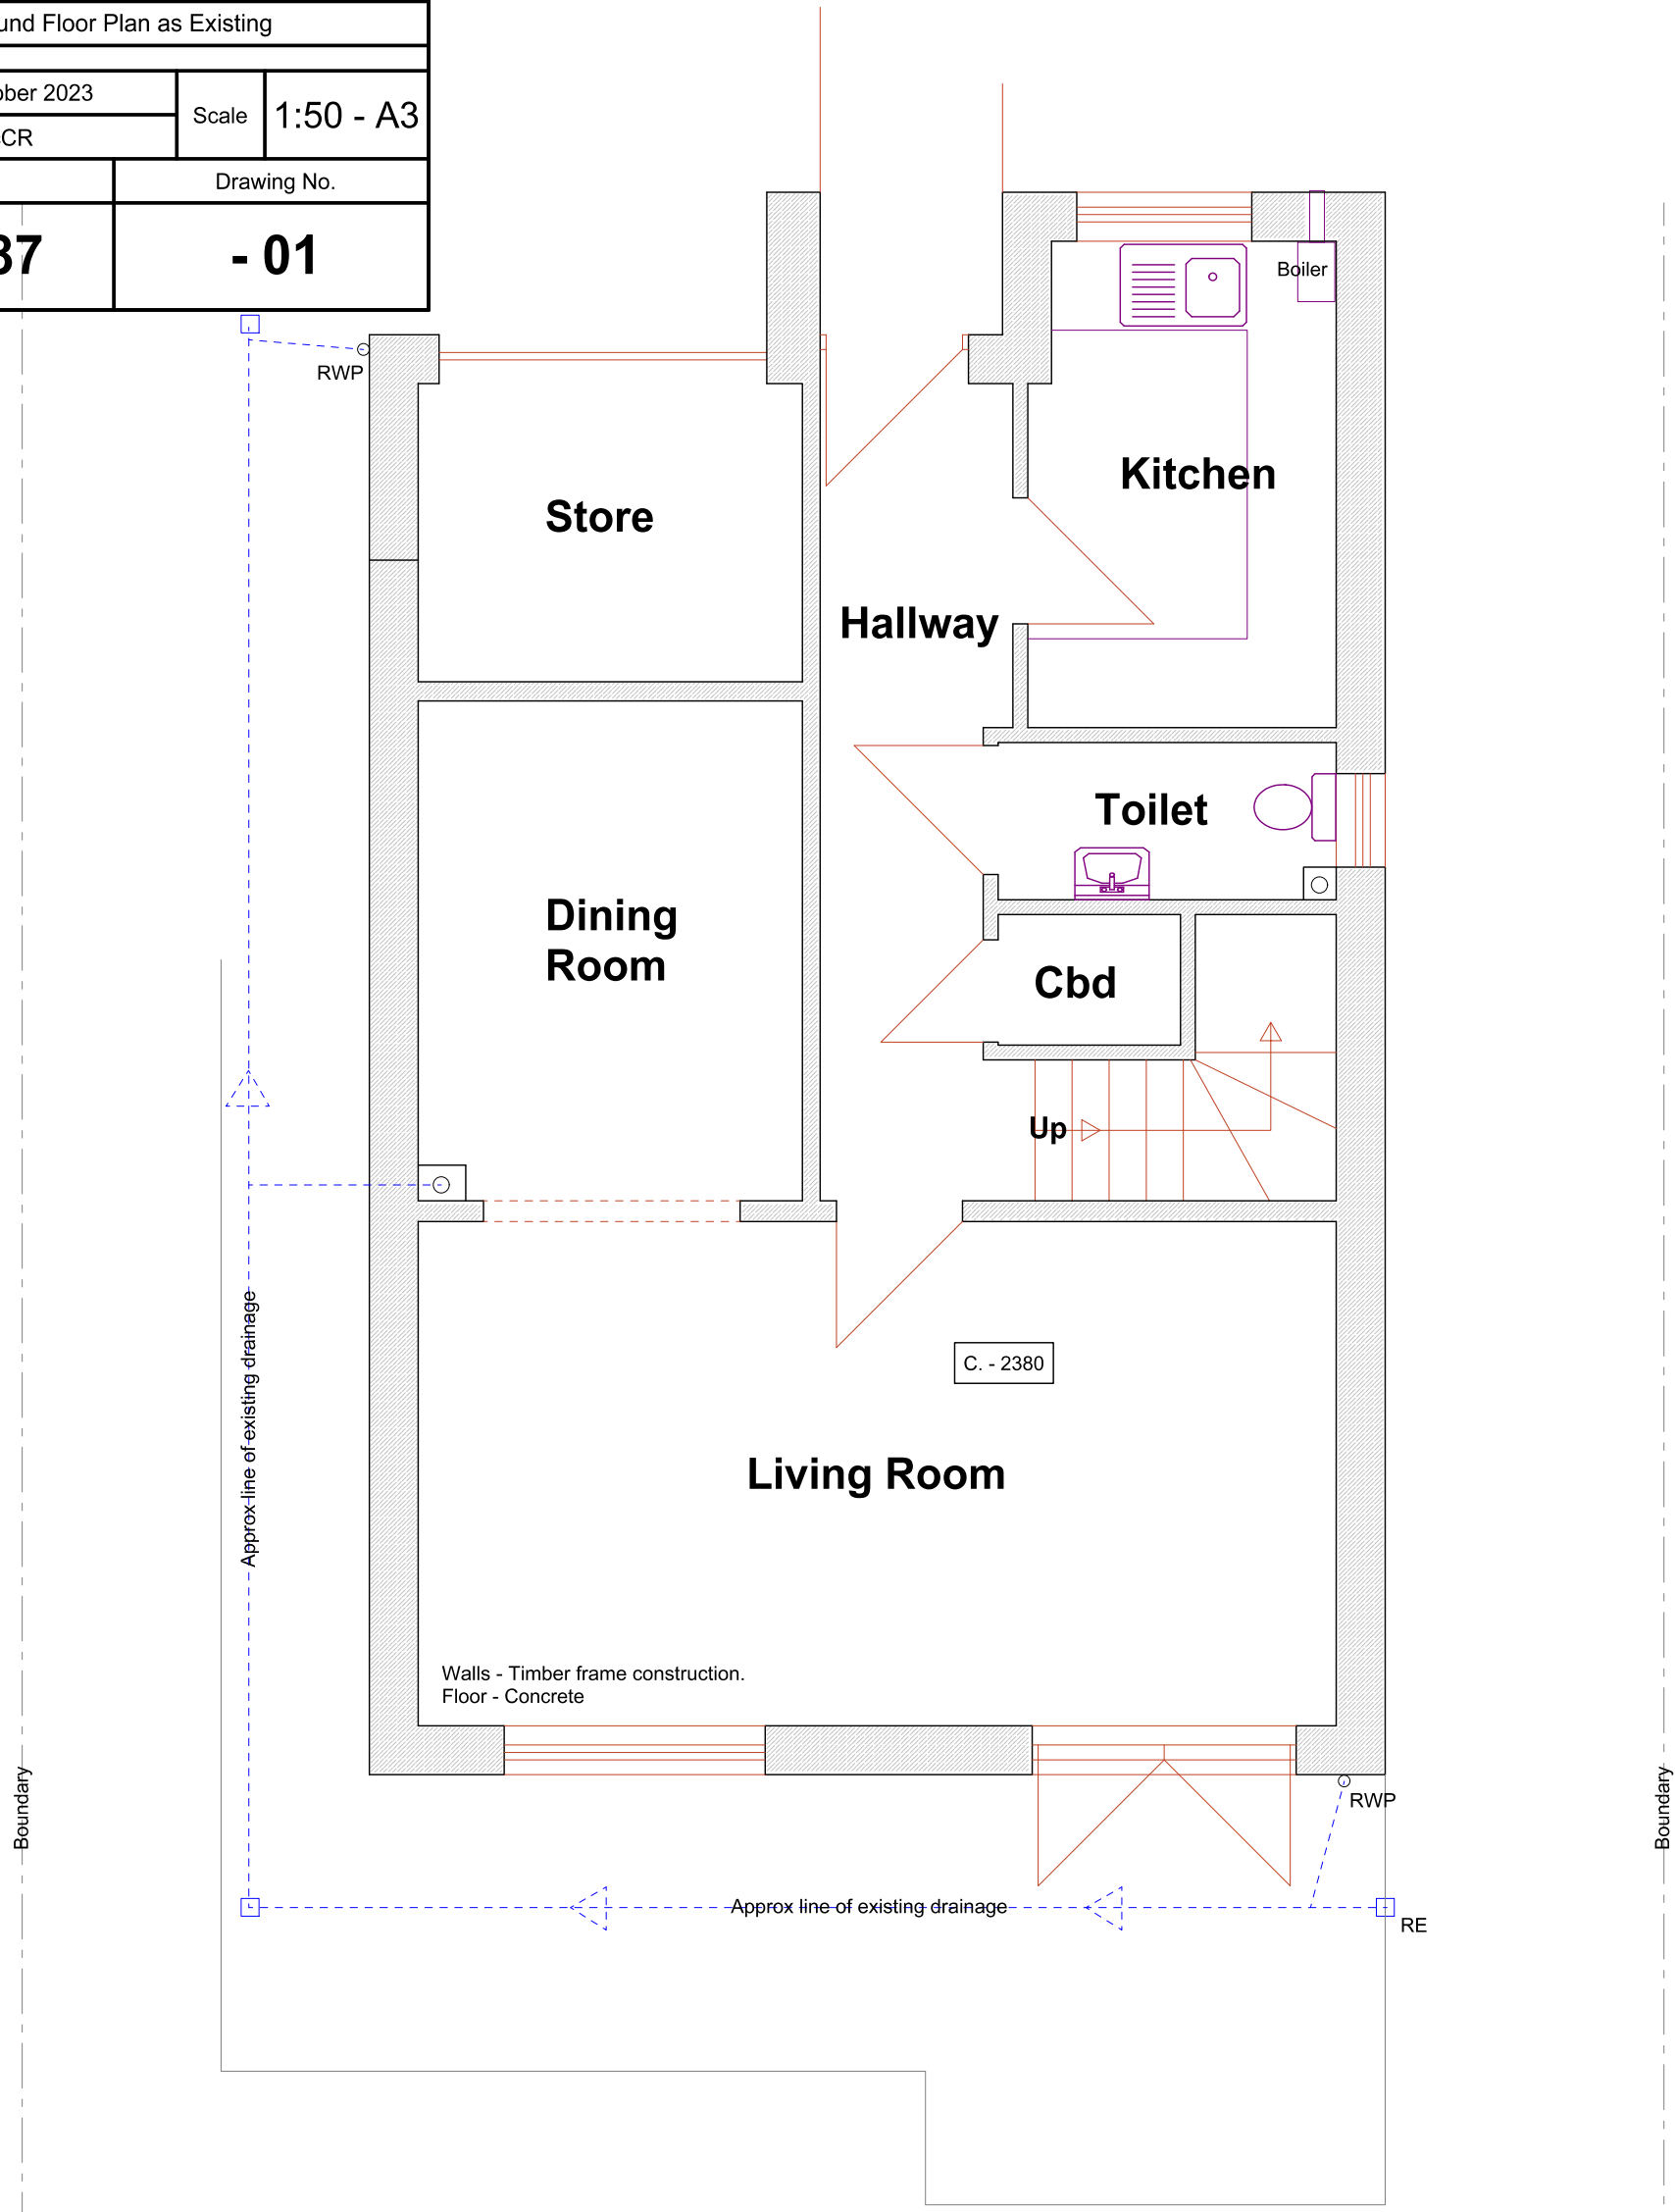 und Floor Plan as Existing
ober 2023
Scale
1:50 - A3
CR
Drawing No.
37
- 01
RWP
Boiler
Store
Kitchen
Hallway
Toilet
Dining
Room
Cbd
Up
C. - 2380
Living Room
Approx line of existing drainage
Walls - Timber frame construction.
Floor - Concrete
Boundary
Boundary
RWP
Approx line of existing drainage
RE